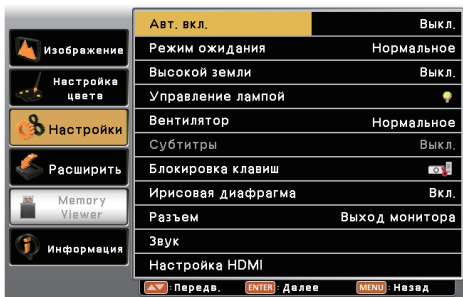 Изображение
Настройка
цвета
Настройки
Расширить
Memory
Viewer
Информация
Авт. вкл. Выкл.
Режим ожидания Нормальное
Высокой земли Выкл.
Управление лампой
Вентилятор Нормальное
Субтитры Выкл.
Блокировка клавиш
Ирисовая диафрагма Вкл.
Разъем Выход монитора
Звук
Настройка HDMI
:Передв. ENTER :Далее MENU :Назад